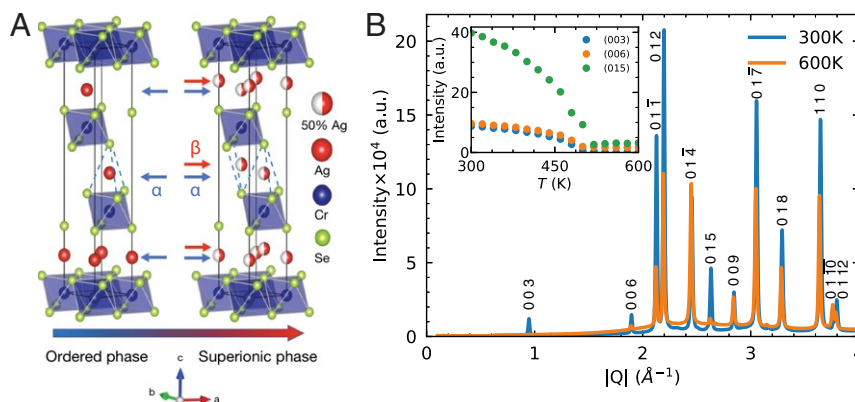 A
50% Ag
Ag
Cr
Se
β
α α
Ordered phase Superionic phase
c
b
a
B
Intensity×10⁴ (a.u.)
20
15
10
5
0
0 1 2 3 4
|Q| (Å⁻¹)
300K
600K
0 0 3
0 0 6
0 1 1̅
0 1 2
0 1 4̅
0 1 5
0 0 9
0 1 7̅
0 1 8
1 1 0
0 1 1̅0̅
0 1 12
Intensity (a.u.)
40
20
0
300 450 600
T (K)
(003)
(006)
(015)